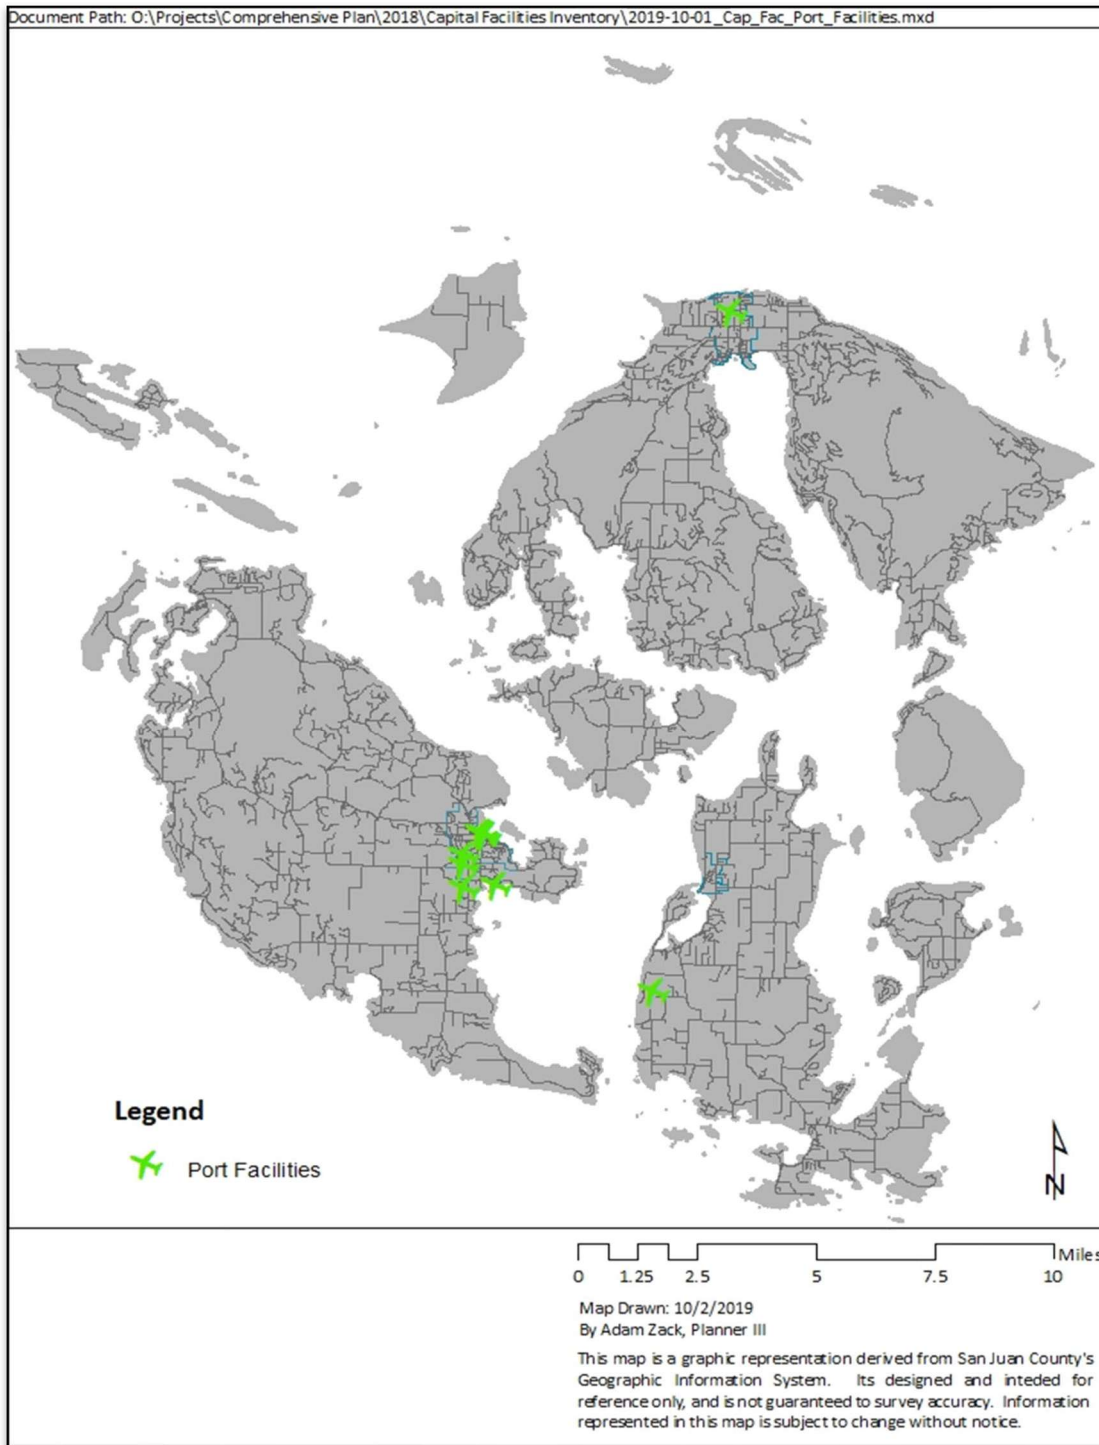 Document Path: O:\Projects\Comprehensive Plan\2018\Capital Facilities Inventory\2019-10-01_Cap_Fac_Port_Facilities.mxd
Legend
Port Facilities
N
Miles
0 1.25 2.5 5 7.5 10
Map Drawn: 10/2/2019
By Adam Zack, Planner III
This map is a graphic representation derived from San Juan County's
Geographic Information System. Its designed and inteded for
reference only, and is not guaranteed to survey accuracy. Information
represented in this map is subject to change without notice.